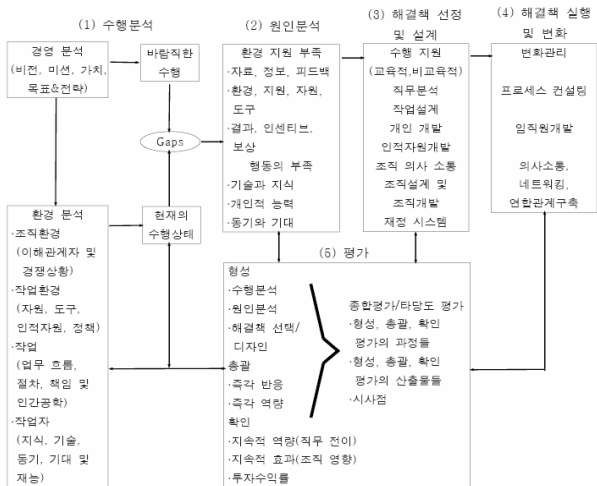 (1) 수행분석
경영 분석
(비전, 미션, 가치,
목표&전략)
바람직한
수행
Gaps
환경 분석
·조직환경
(이해관계자 및
경쟁상황)
·작업환경
(자원, 도구,
인적자원, 정책)
·작업
(업무 흐름,
절차, 책임 및
인간공학)
·작업자
(지식, 기술,
동기, 기대 및
재능)
현재의
수행상태
(2) 원인분석
환경 지원 부족
·자료, 정보, 피드백
·환경, 지원, 자원,
도구
·결과, 인센티브,
보상
행동의 부족
·기술과 지식
·개인적 능력
·동기와 기대
(3) 해결책 선정
및 설계
수행 지원
(교육적,비교육적)
직무분석
작업설계
개인 개발
인적자원개발
조직 의사 소통
조직설계 및
조직개발
재정 시스템
(4) 해결책 실행
및 변화
변화관리
프로세스 컨설팅
임직원개발
의사소통,
네트워킹,
연합관계구축
(5) 평가
형성
·수행분석
·원인분석
·해결책 선택/
디자인
총괄
·즉각 반응
·즉각 역량
확인
·지속적 역량(직무 전이)
·지속적 효과(조직 영향)
·투자수익률
종합평가/타당도 평가
·형성, 총괄, 확인
평가의 과정들
·형성, 총괄, 확인
평가의 산출물들
·시사점